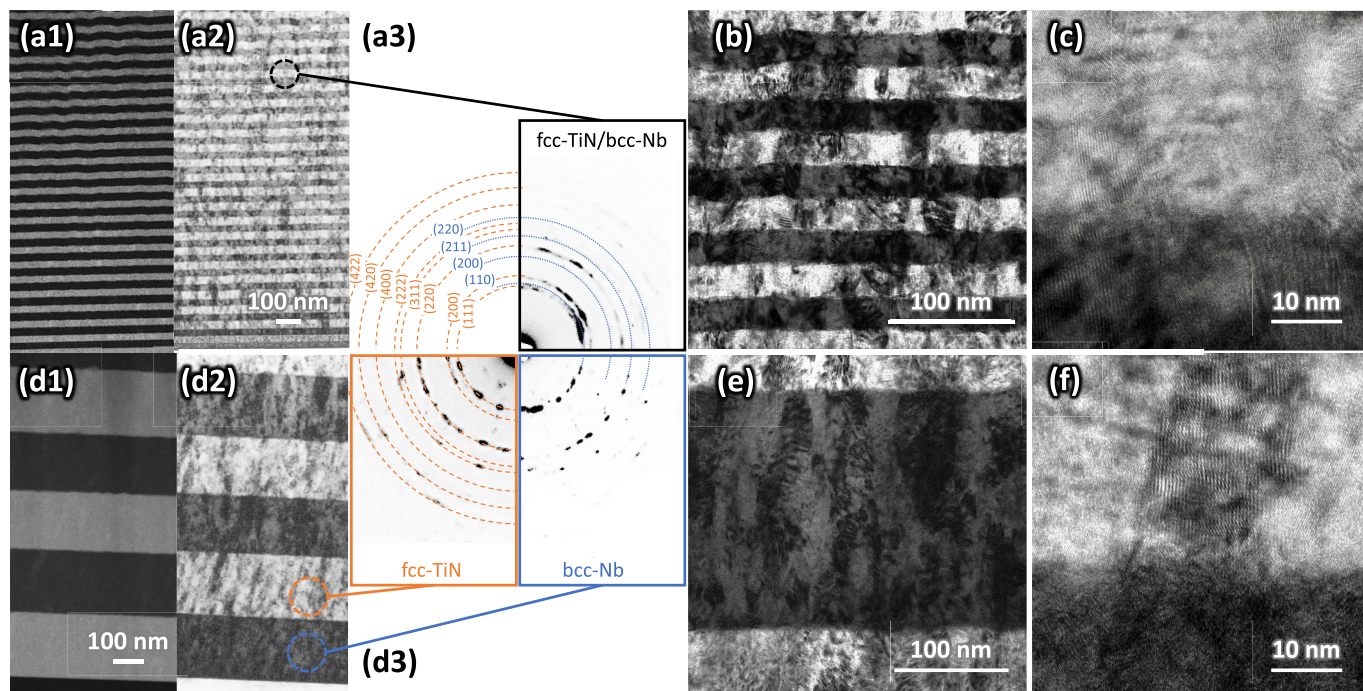 (a1)
(a2)
(a3)
(b)
(c)
fcc-TiN/bcc-Nb
(220)
(211)
(200)
(110)
(422)
(420)
(400)
(222)
(311)
(220)
(200)
(111)
100 nm
100 nm
10 nm
(d1)
(d2)
(e)
(f)
fcc-TiN
bcc-Nb
100 nm
(d3)
100 nm
10 nm